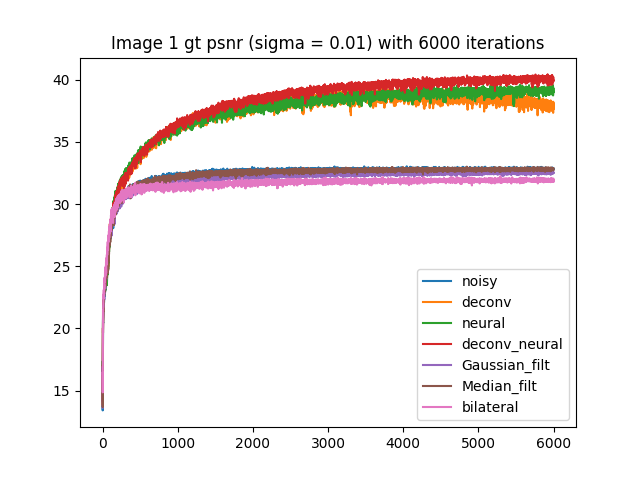 Image 1 gt psnr (sigma = 0.01) with 6000 iterations
40
35
30
25
20
15
noisy
deconv
neural
deconv_neural
Gaussian_filt
Median_filt
bilateral
0 1000 2000 3000 4000 5000 6000